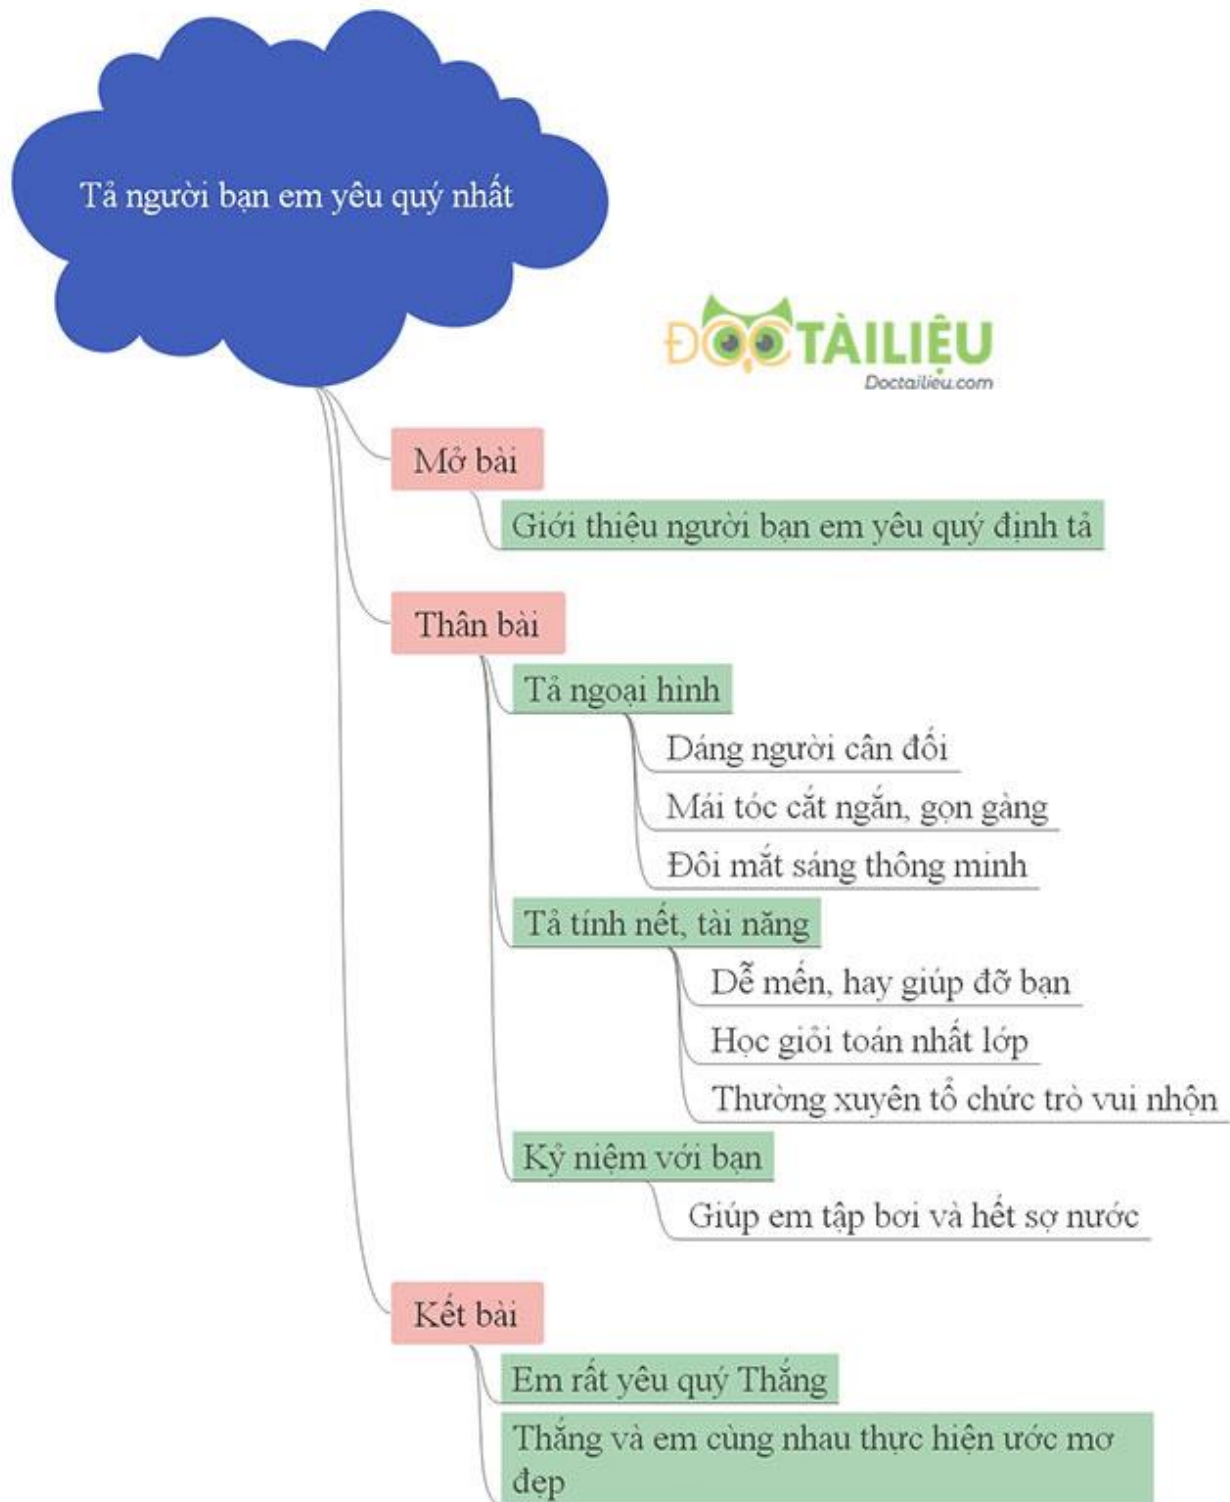 Tả người bạn em yêu quý nhất
ĐỌCTÀILIỆU
Doctailieu.com
Mở bài
Giới thiệu người bạn em yêu quý định tả
Thân bài
Tả ngoại hình
Dáng người cân đối
Mái tóc cắt ngắn, gọn gàng
Đôi mắt sáng thông minh
Tả tính nết, tài năng
Dễ mến, hay giúp đỡ bạn
Học giỏi toán nhất lớp
Thường xuyên tổ chức trò vui nhộn
Kỷ niệm với bạn
Giúp em tập bơi và hết sợ nước
Kết bài
Em rất yêu quý Thắng
Thắng và em cùng nhau thực hiện ước mơ
đẹp